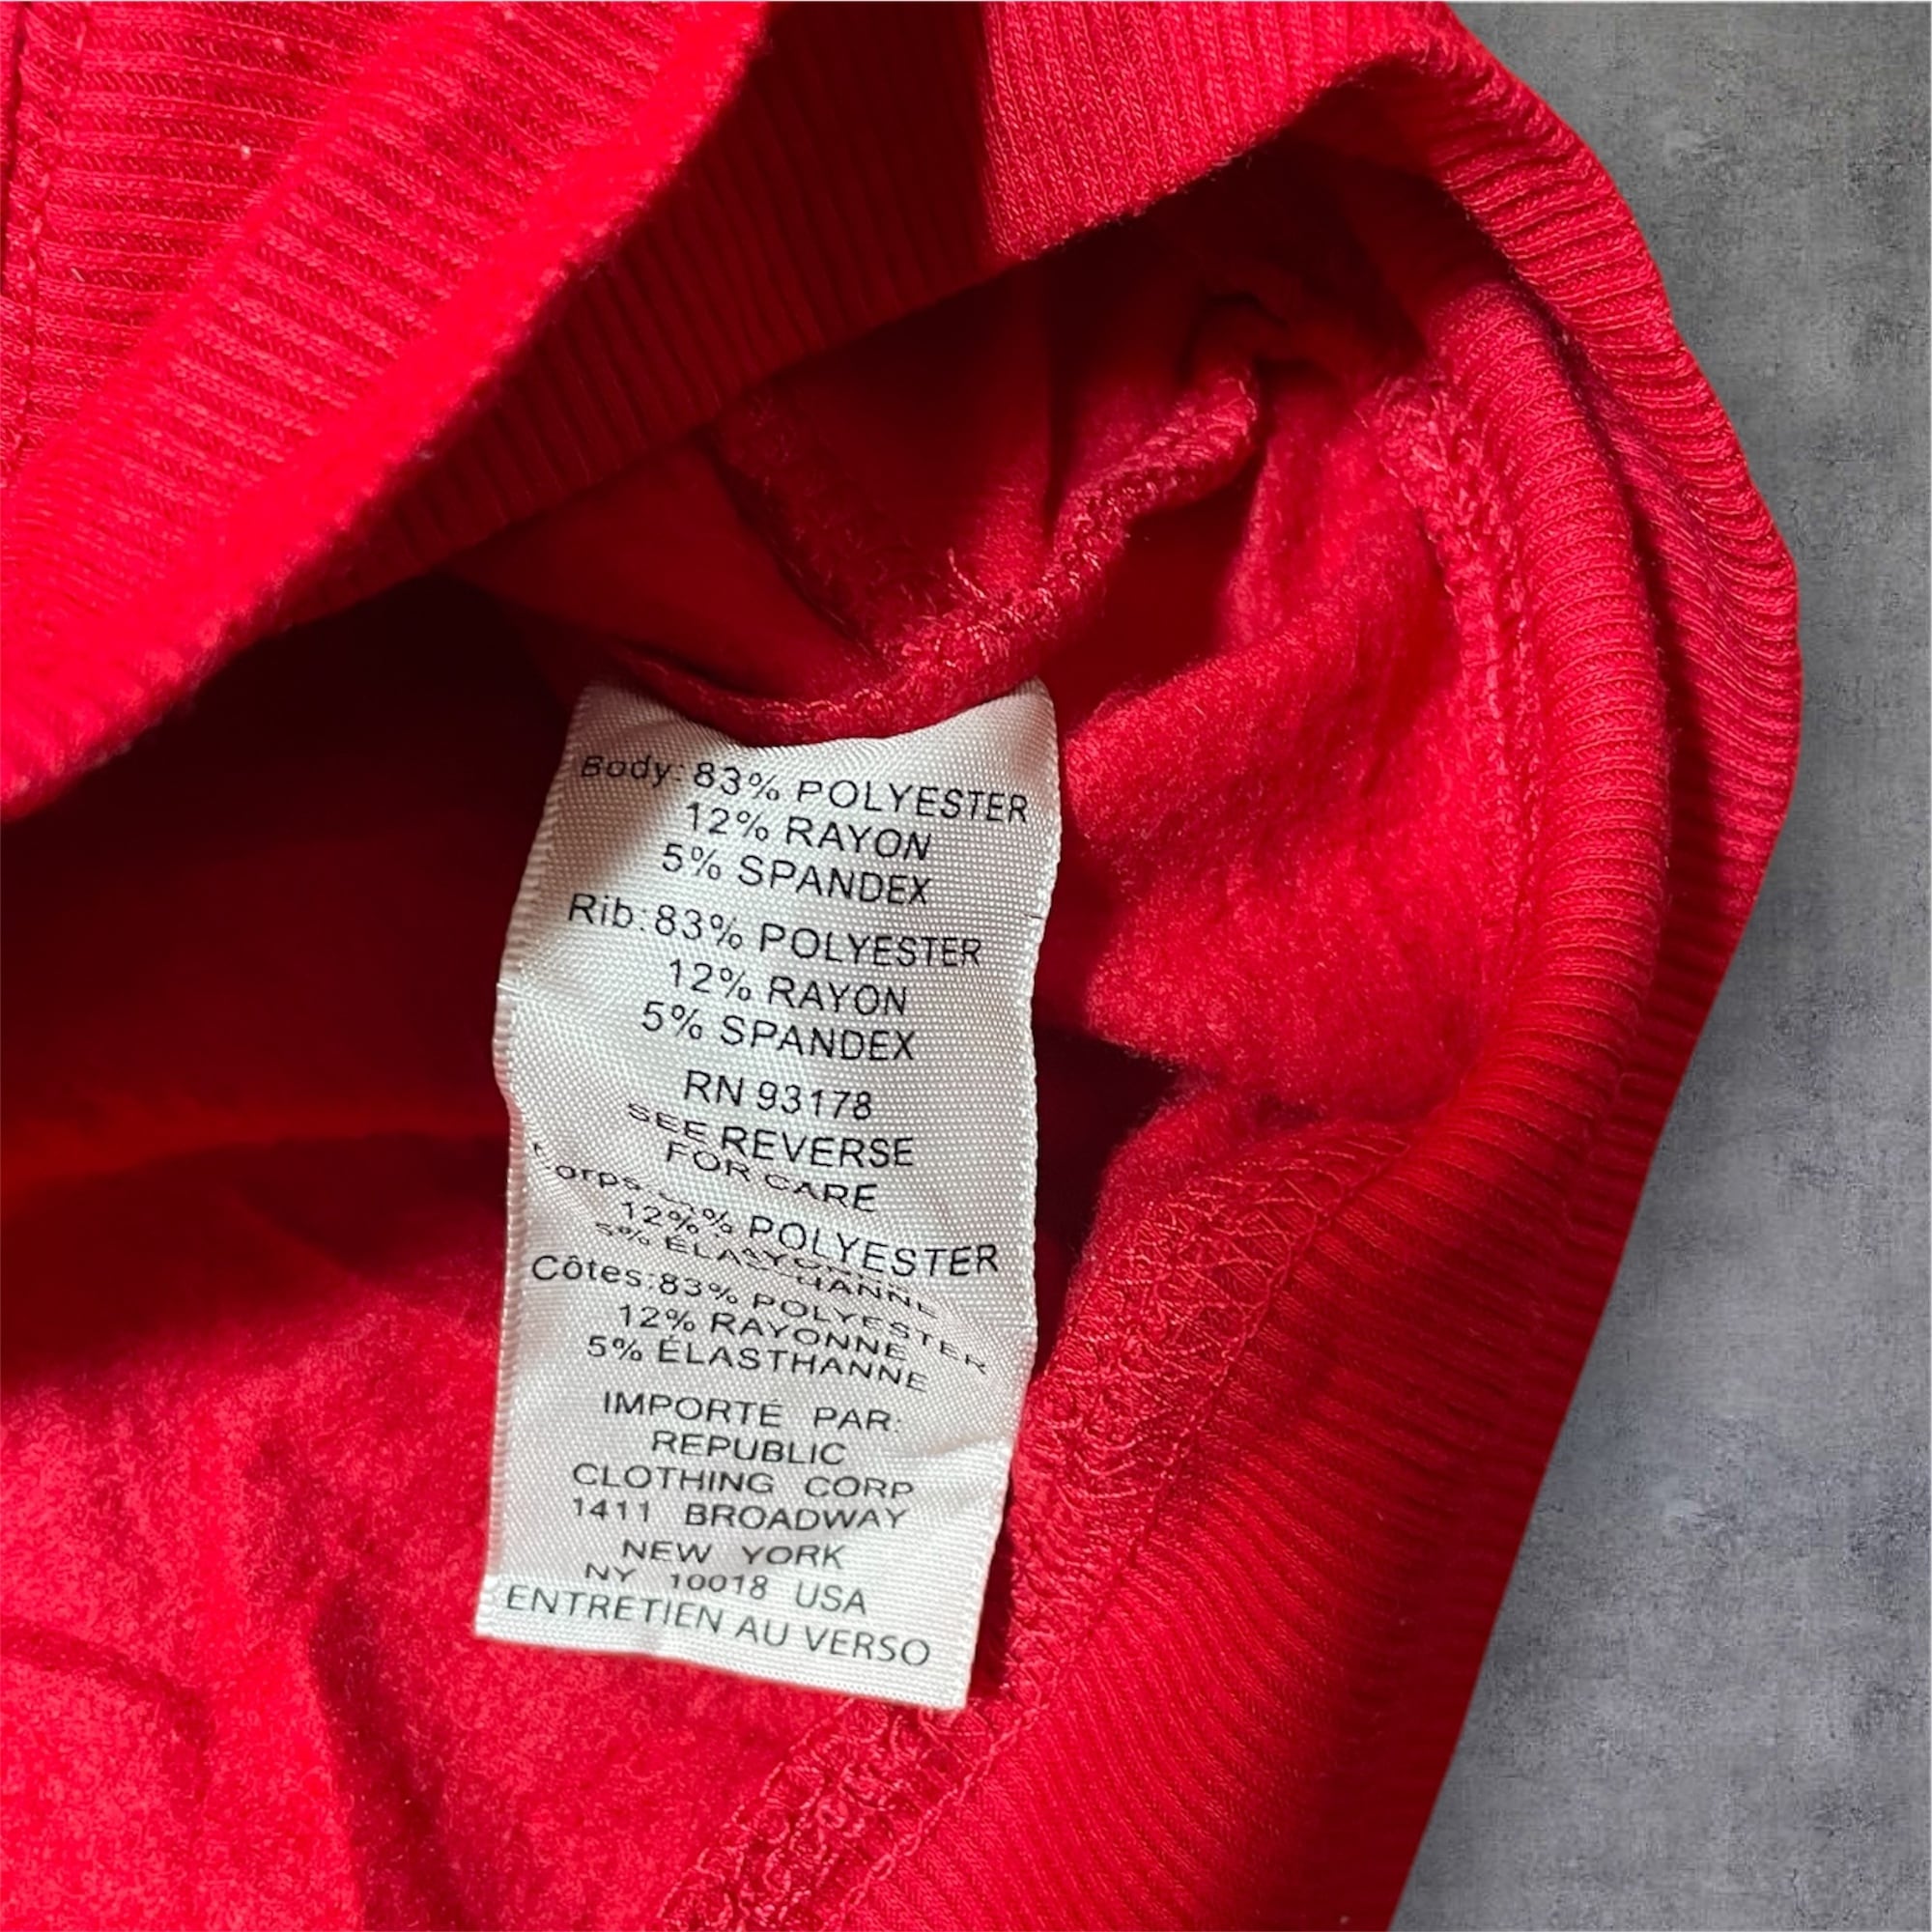 Body: 83% POLYESTER
12% RAYON
5% SPANDEX
Rib: 83% POLYESTER
12% RAYON
5% SPANDEX
RN 93178
SEE REVERSE
FOR CARE
% POLYESTER
12%
5% ÉLASTHANNE
Côtes: 83% POLYESTER
12% RAYONNE
5% ÉLASTHANNE
IMPORTÉ PAR:
REPUBLIC
CLOTHING CORP
1411 BROADWAY
NEW YORK
NY 10018 USA
ENTRETIEN AU VERSO